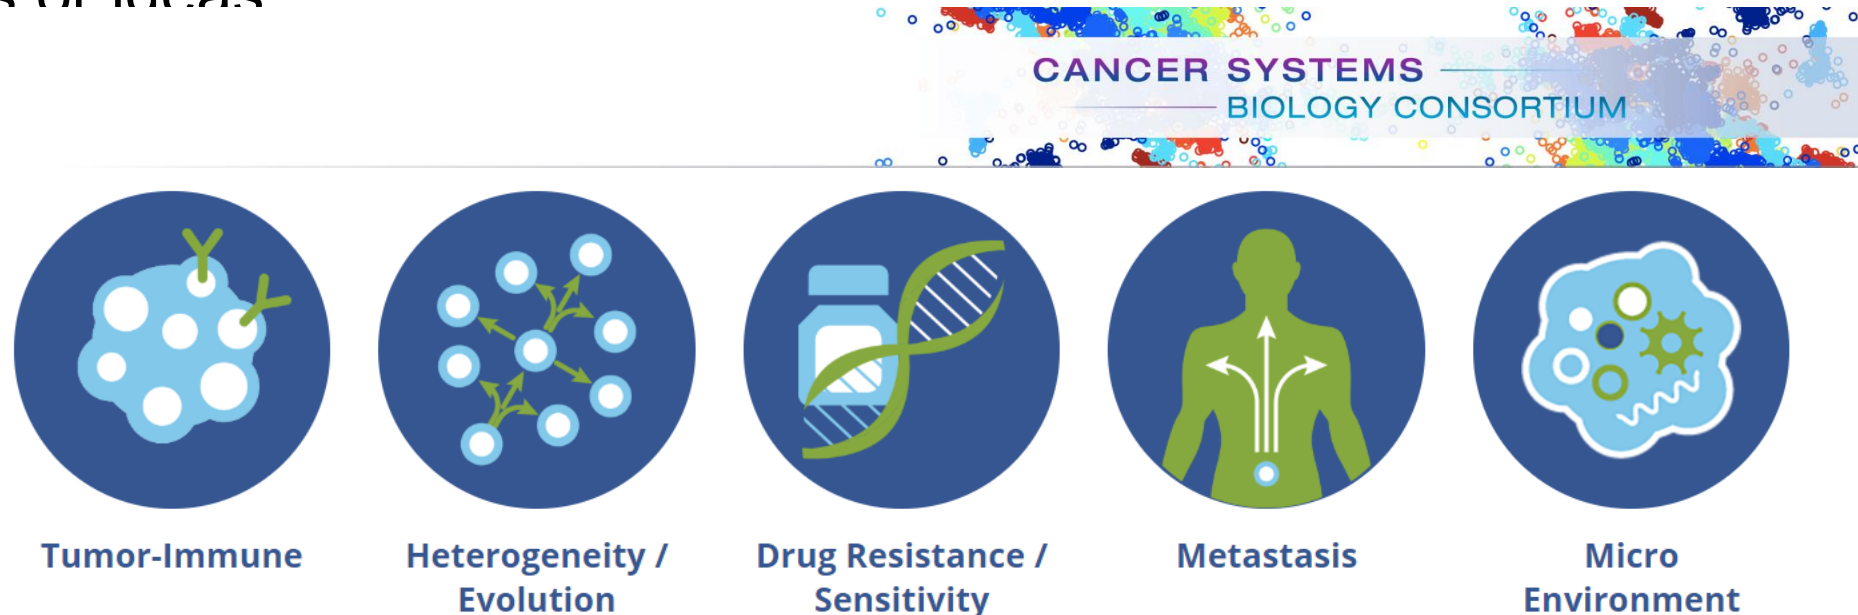 CANCER SYSTEMS
BIOLOGY CONSORTIUM
Tumor-Immune
Heterogeneity /
Evolution
Drug Resistance /
Sensitivity
Metastasis
Micro
Environment